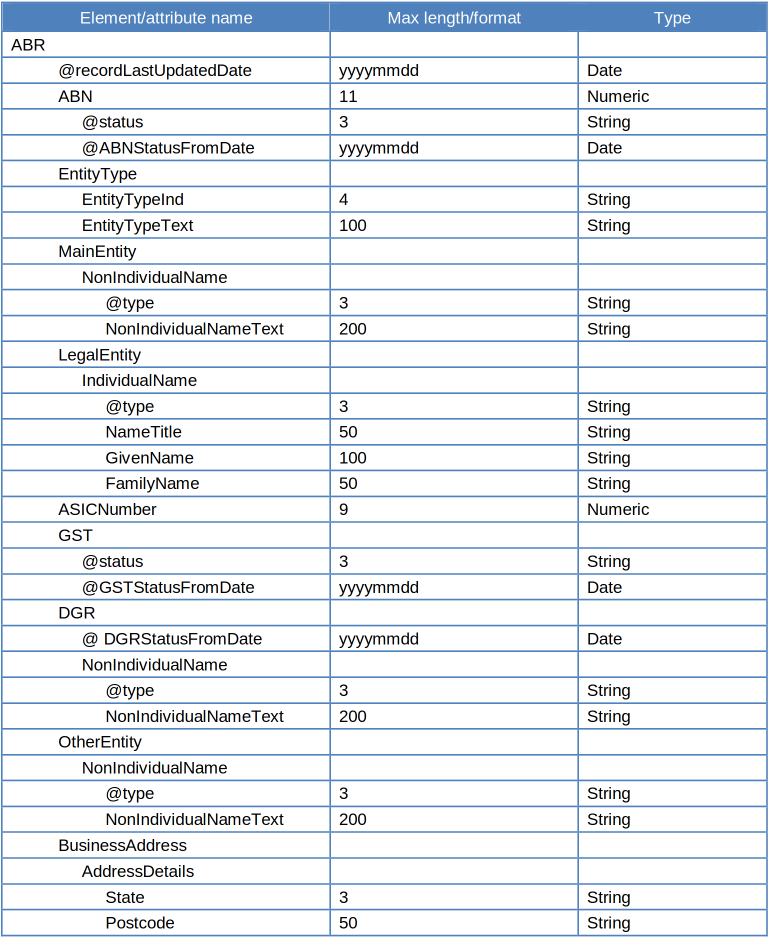 Element/attribute name Max length/format Type
ABR
@recordLastUpdatedDate yyyymmdd Date
ABN 11 Numeric
@status 3 String
@ABNStatusFromDate yyyymmdd Date
EntityType
EntityTypeInd 4 String
EntityTypeText 100 String
MainEntity
NonIndividualName
@type 3 String
NonIndividualNameText 200 String
LegalEntity
IndividualName
@type 3 String
NameTitle 50 String
GivenName 100 String
FamilyName 50 String
ASICNumber 9 Numeric
GST
@status 3 String
@GSTStatusFromDate yyyymmdd Date
DGR
@ DGRStatusFromDate yyyymmdd Date
NonIndividualName
@type 3 String
NonIndividualNameText 200 String
OtherEntity
NonIndividualName
@type 3 String
NonIndividualNameText 200 String
BusinessAddress
AddressDetails
State 3 String
Postcode 50 String